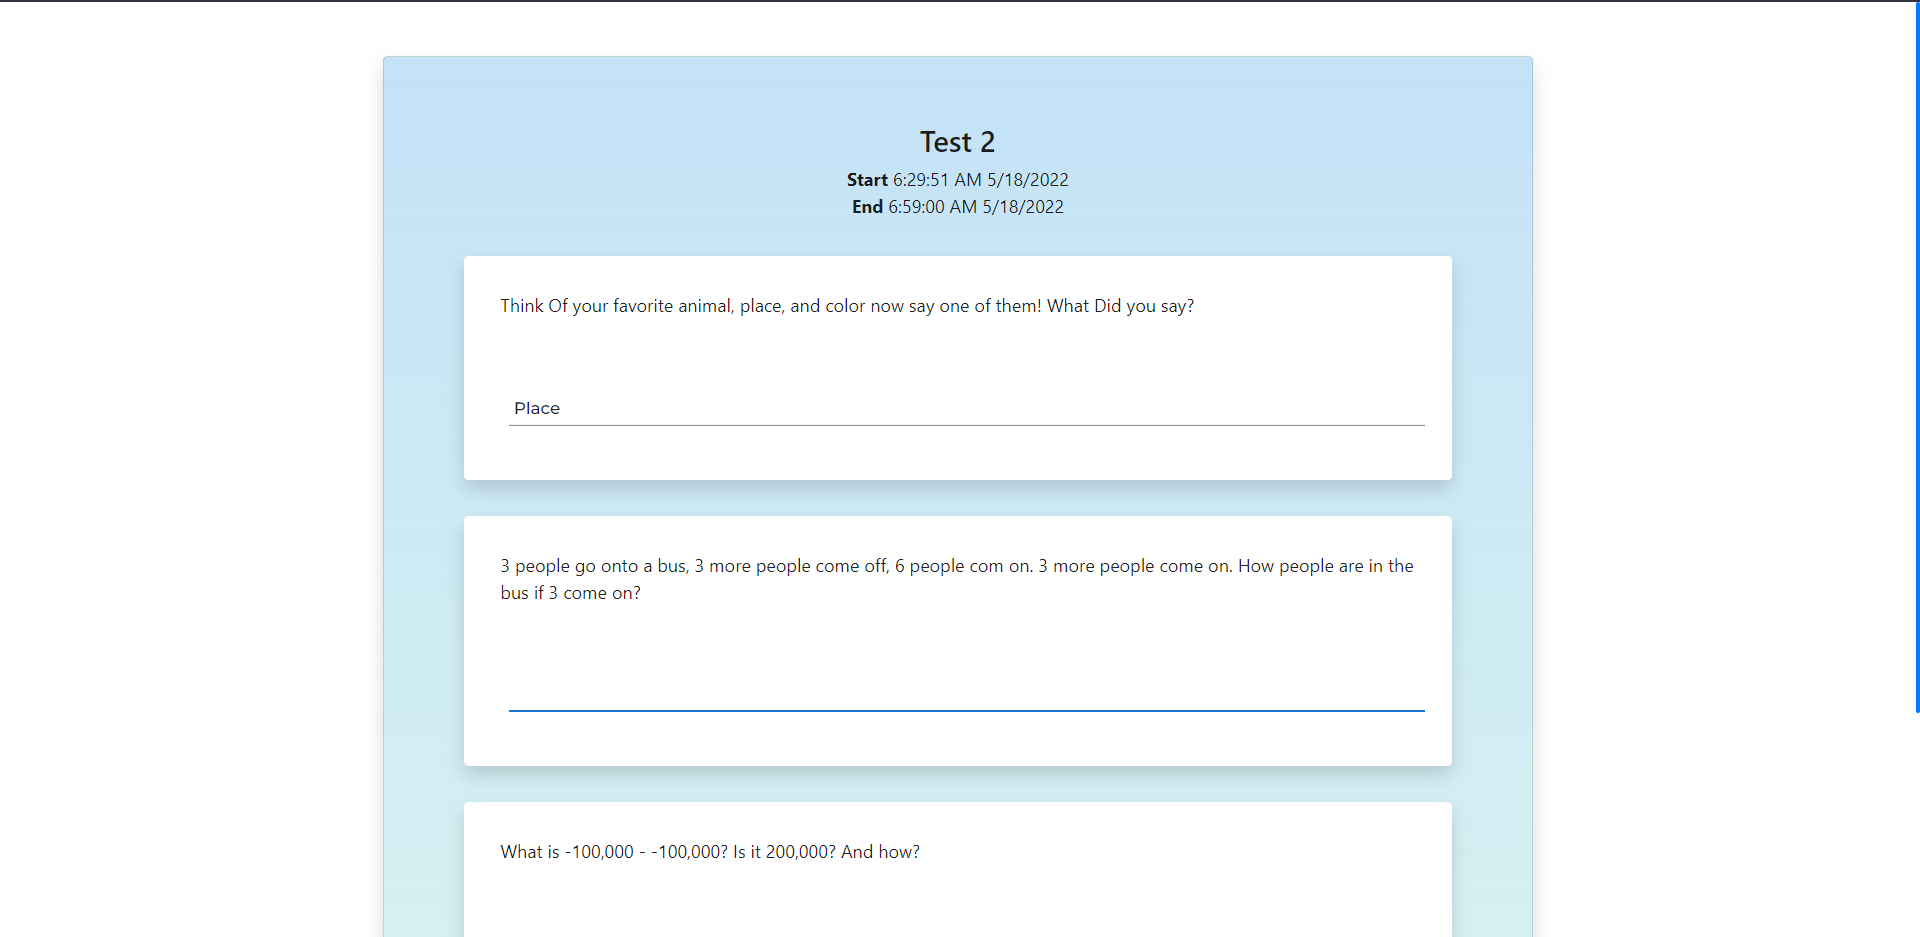 Test 2
Start 6:29:51 AM 5/18/2022
End 6:59:00 AM 5/18/2022
Think Of your favorite animal, place, and color now say one of them! What Did you say?
Place
3 people go onto a bus, 3 more people come off, 6 people com on. 3 more people come on. How people are in the
bus if 3 come on?
What is -100,000 - -100,000? Is it 200,000? And how?